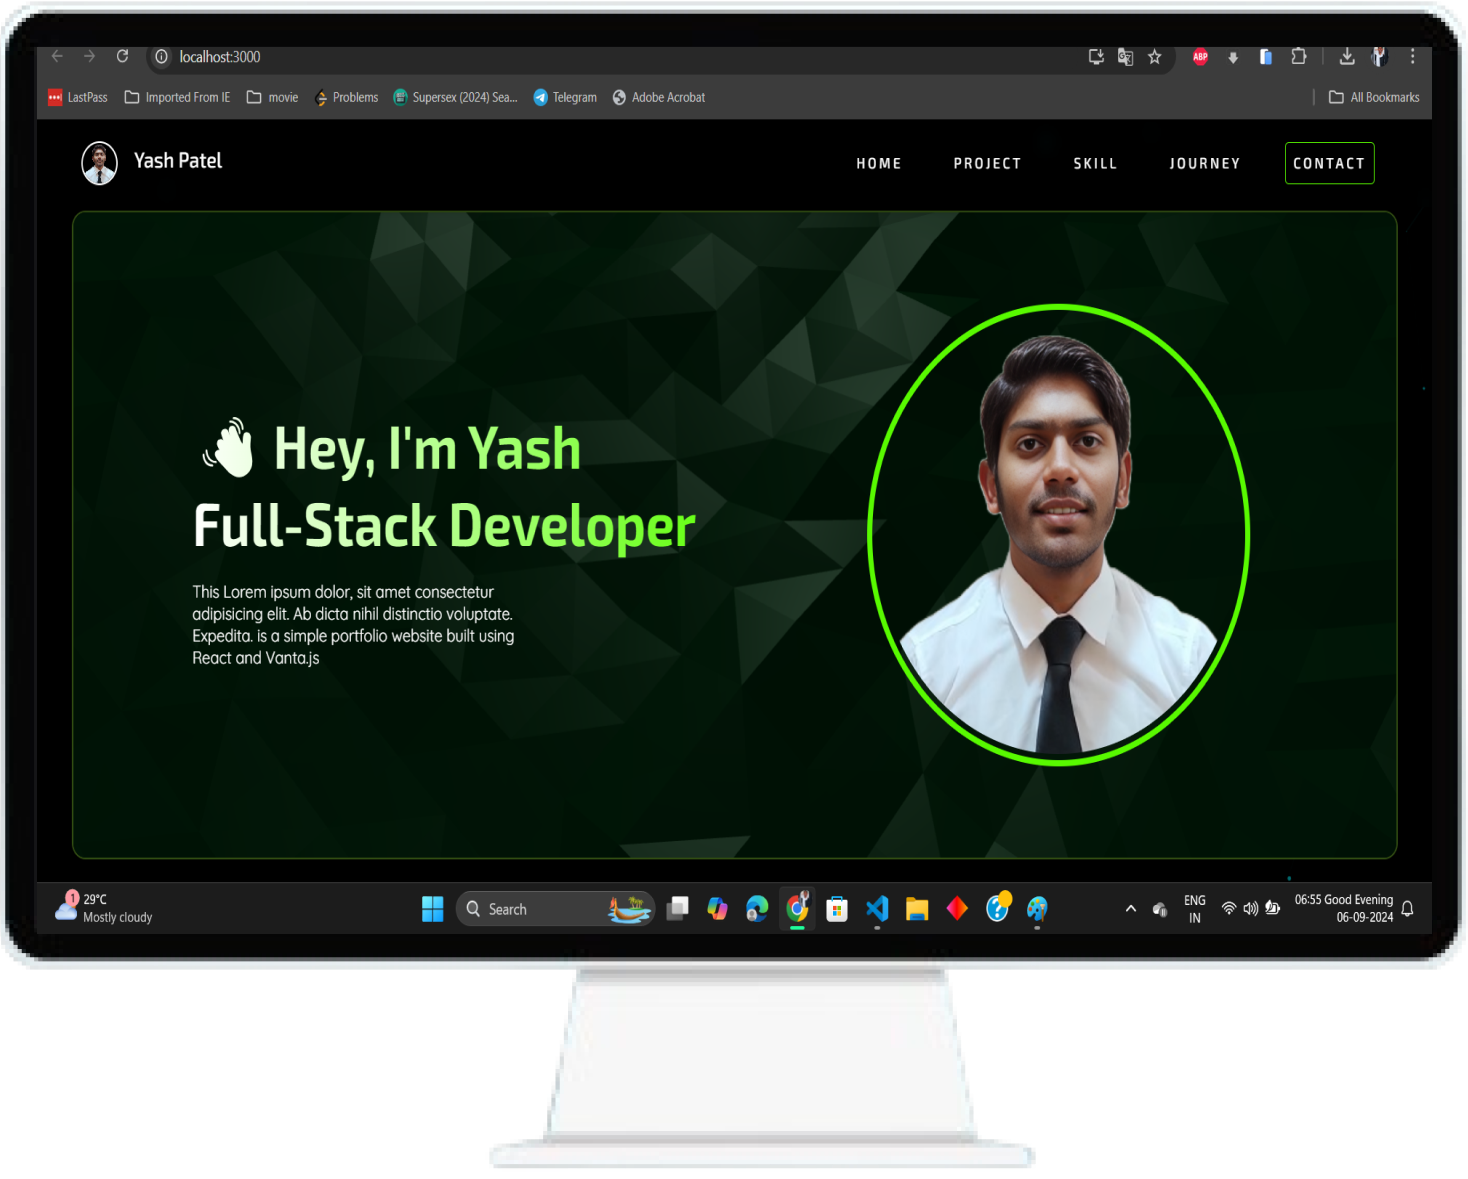 localhost:3000
ABP
LastPass
Imported From IE
movie
Problems
Supersex (2024) Sea...
Telegram
Adobe Acrobat
All Bookmarks
Yash Patel
HOME
PROJECT
SKILL
JOURNEY
CONTACT
Hey, I'm Yash
Full-Stack Developer
This Lorem ipsum dolor, sit amet consectetur
adipisicing elit. Ab dicta nihil distinctio voluptate.
Expedita. is a simple portfolio website built using
React and Vanta.js
1
29°C
Mostly cloudy
Search
ENG
IN
06:55 Good Evening
06-09-2024